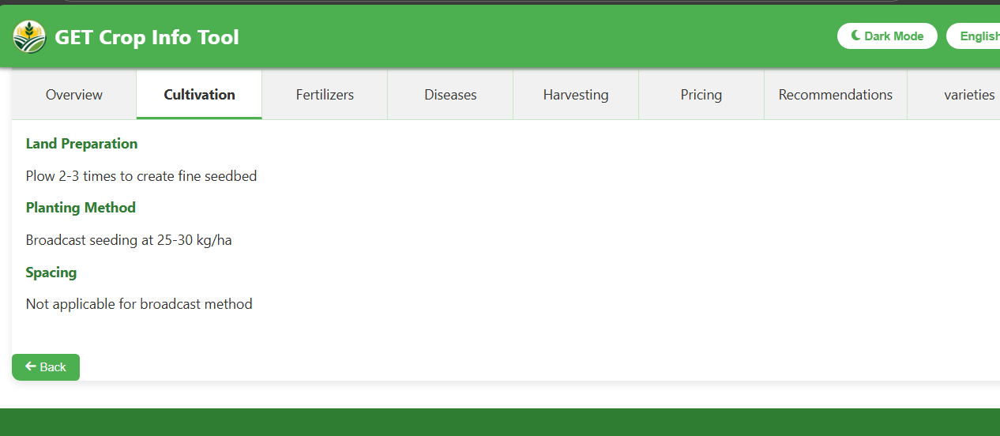 GET Crop Info Tool
Dark Mode
English
Overview
Cultivation
Fertilizers
Diseases
Harvesting
Pricing
Recommendations
varieties
Land Preparation
Plow 2-3 times to create fine seedbed
Planting Method
Broadcast seeding at 25-30 kg/ha
Spacing
Not applicable for broadcast method
Back